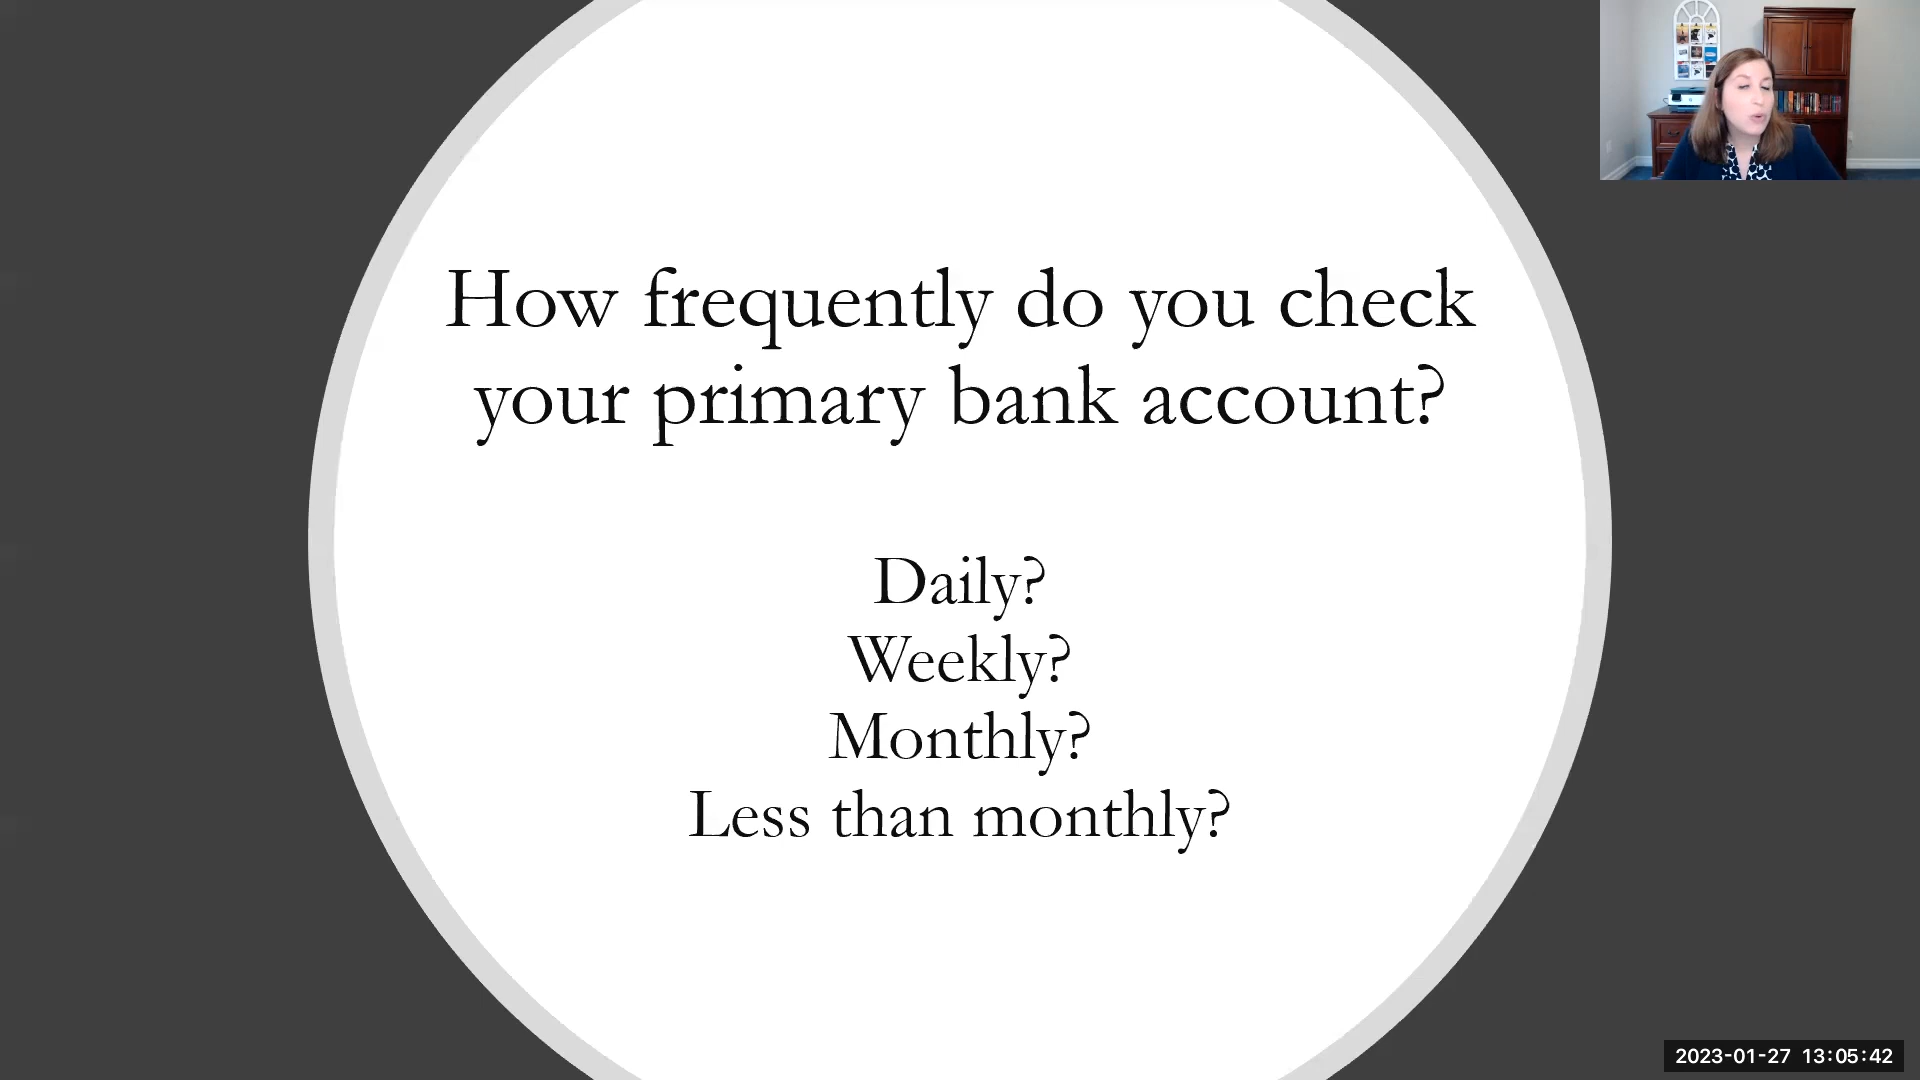 How frequently do you check
your primary bank account?
Daily?
Weekly?
Monthly?
Less than monthly?
2023-01-27 13:05:42